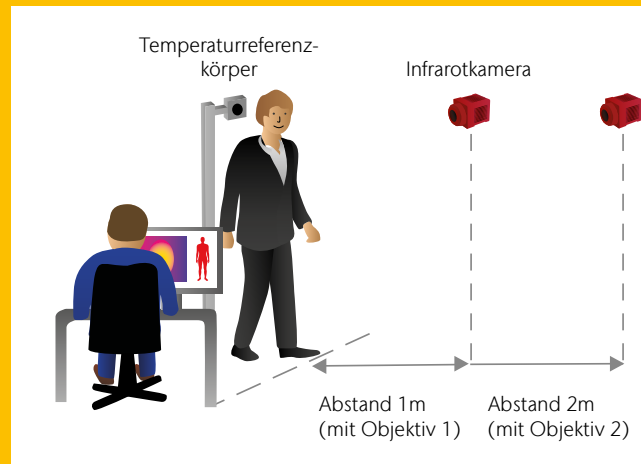 Temperaturreferenz-
körper
Infrarotkamera
Abstand 1m
(mit Objektiv 1)
Abstand 2m
(mit Objektiv 2)